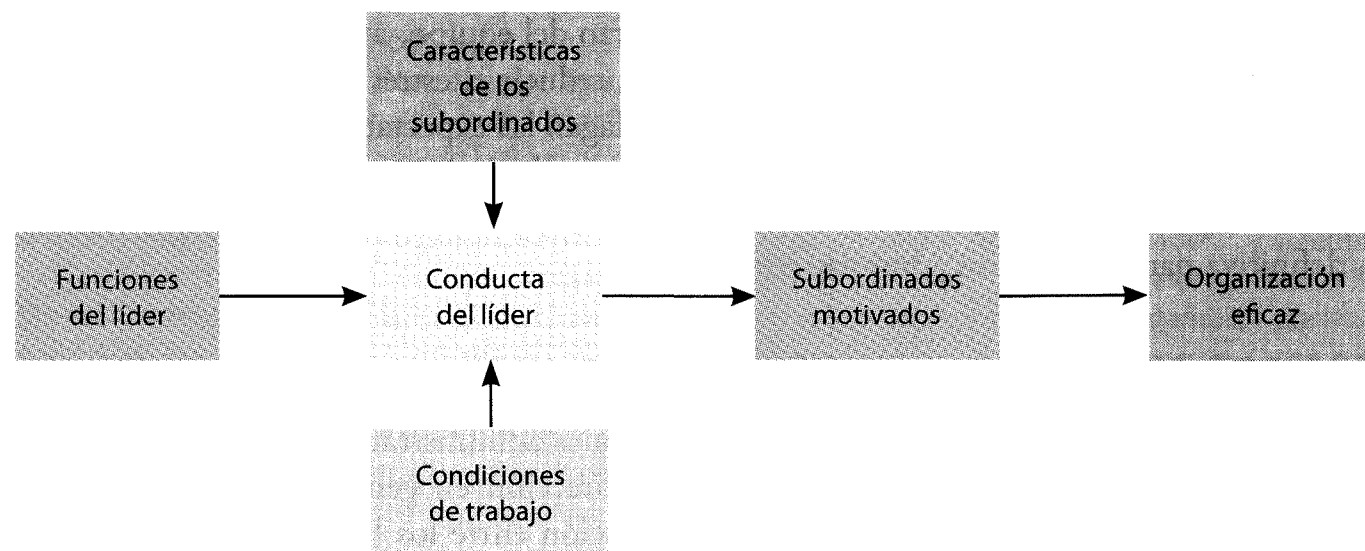 Características
de los
subordinados
Funciones
del líder
Conducta
del líder
Subordinados
motivados
Organización
eficaz
Condiciones
de trabajo